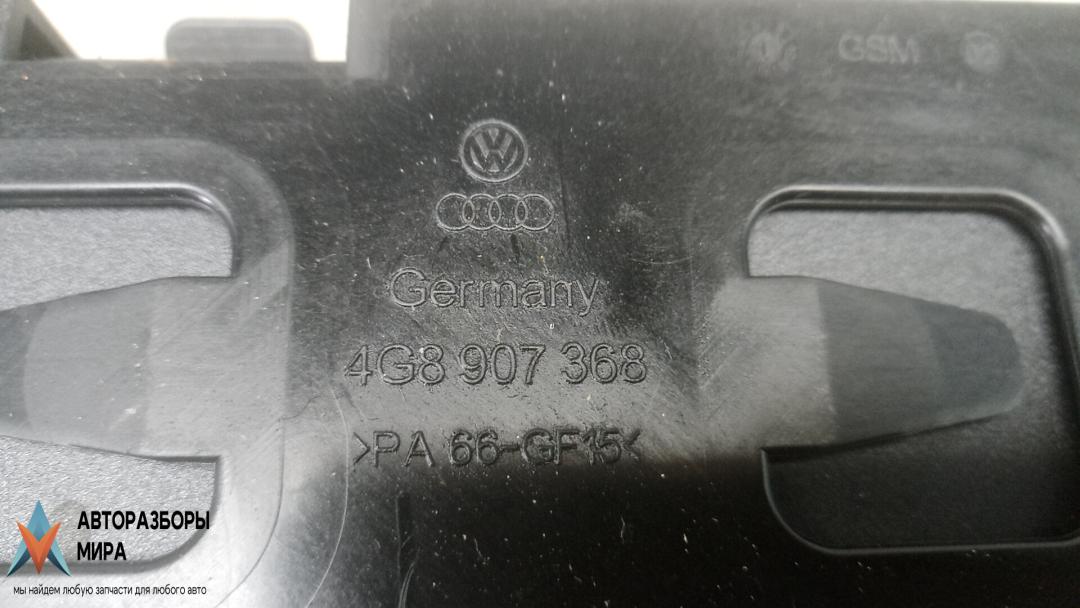 GSM
Germany
4G8 907 368
>PA 66-GF15<
АВТОРАЗБОРЫ
МИРА
мы найдем любую запчасти для любого авто